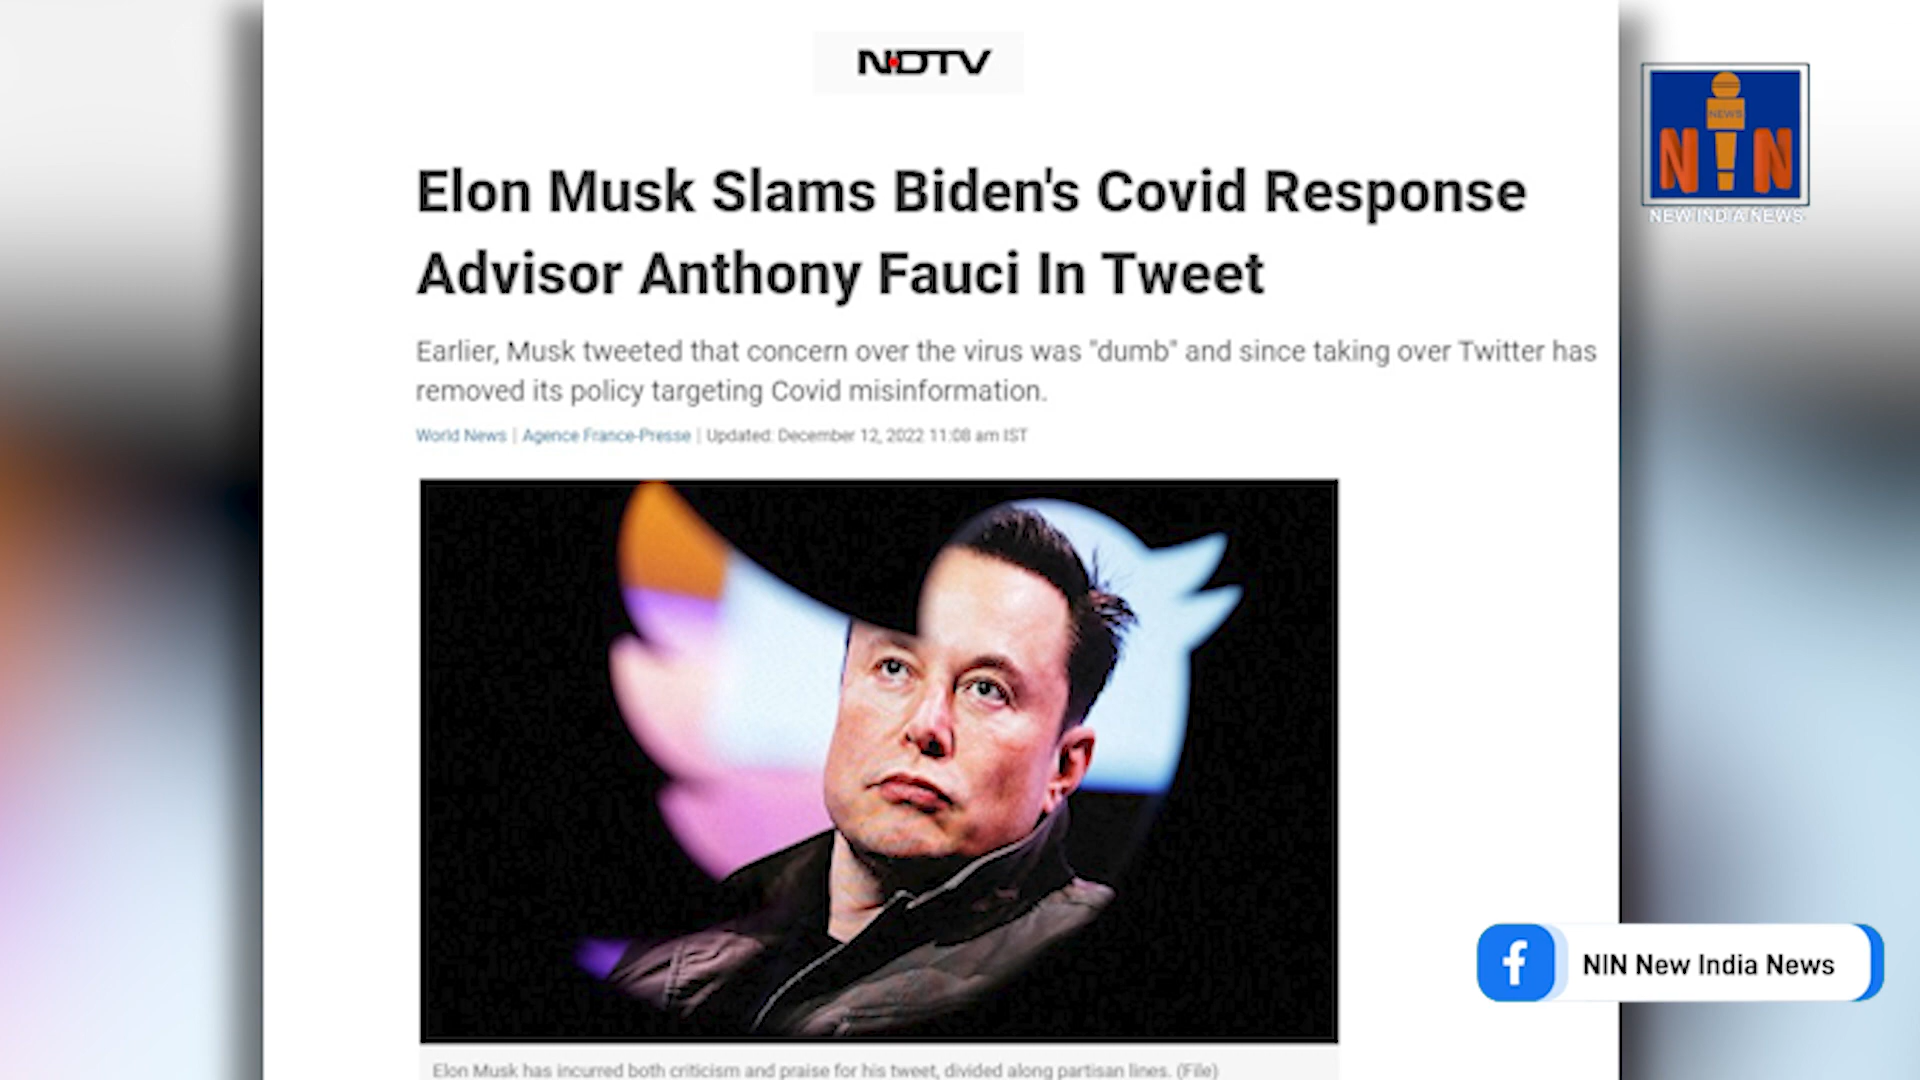 NDTV
NEWS
NIN
NEW INDIA NEWS
Elon Musk Slams Biden's Covid Response
Advisor Anthony Fauci In Tweet
Earlier, Musk tweeted that concern over the virus was "dumb" and since taking over Twitter has
removed its policy targeting Covid misinformation.
World News | Agence France-Presse | Updated: December 12, 2022 11:08 am IST
f NIN New India News
Elon Musk has incurred both criticism and praise for his tweet, divided along partisan lines. (File)